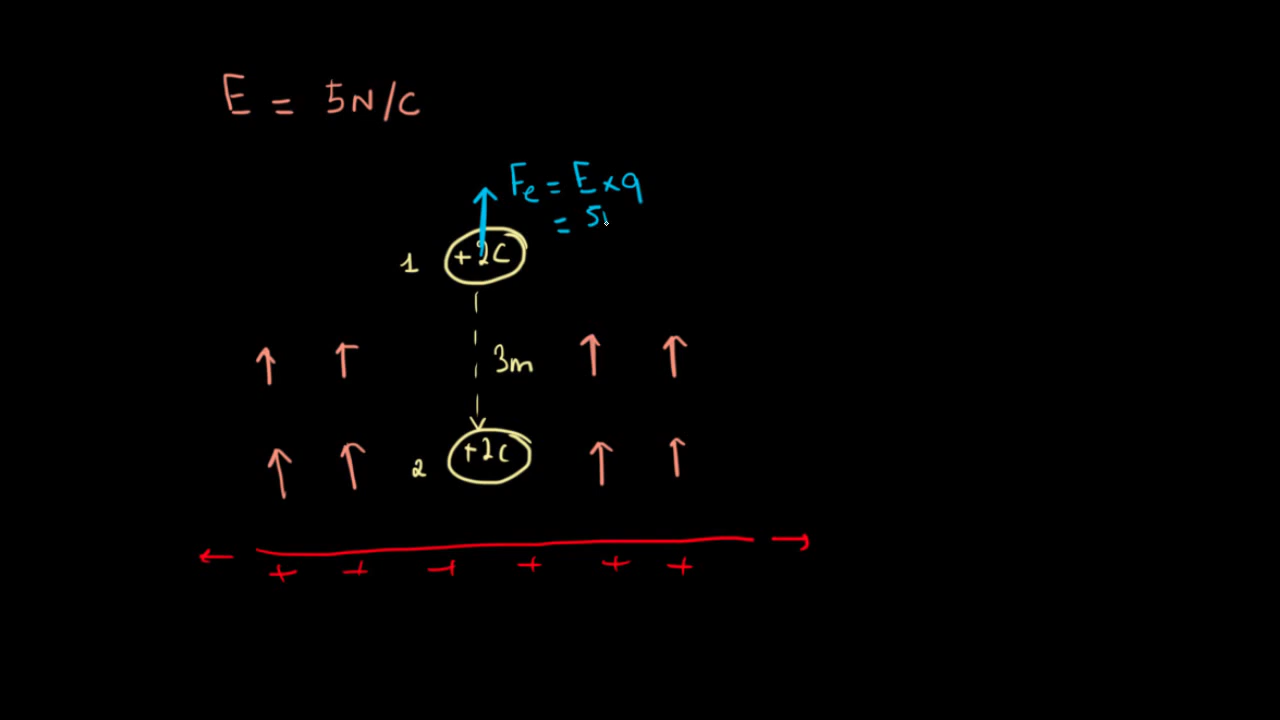 E = 5N/C
Fe = E×q
= 5
1 +2C
3m
2 +2C
+ + + + + +